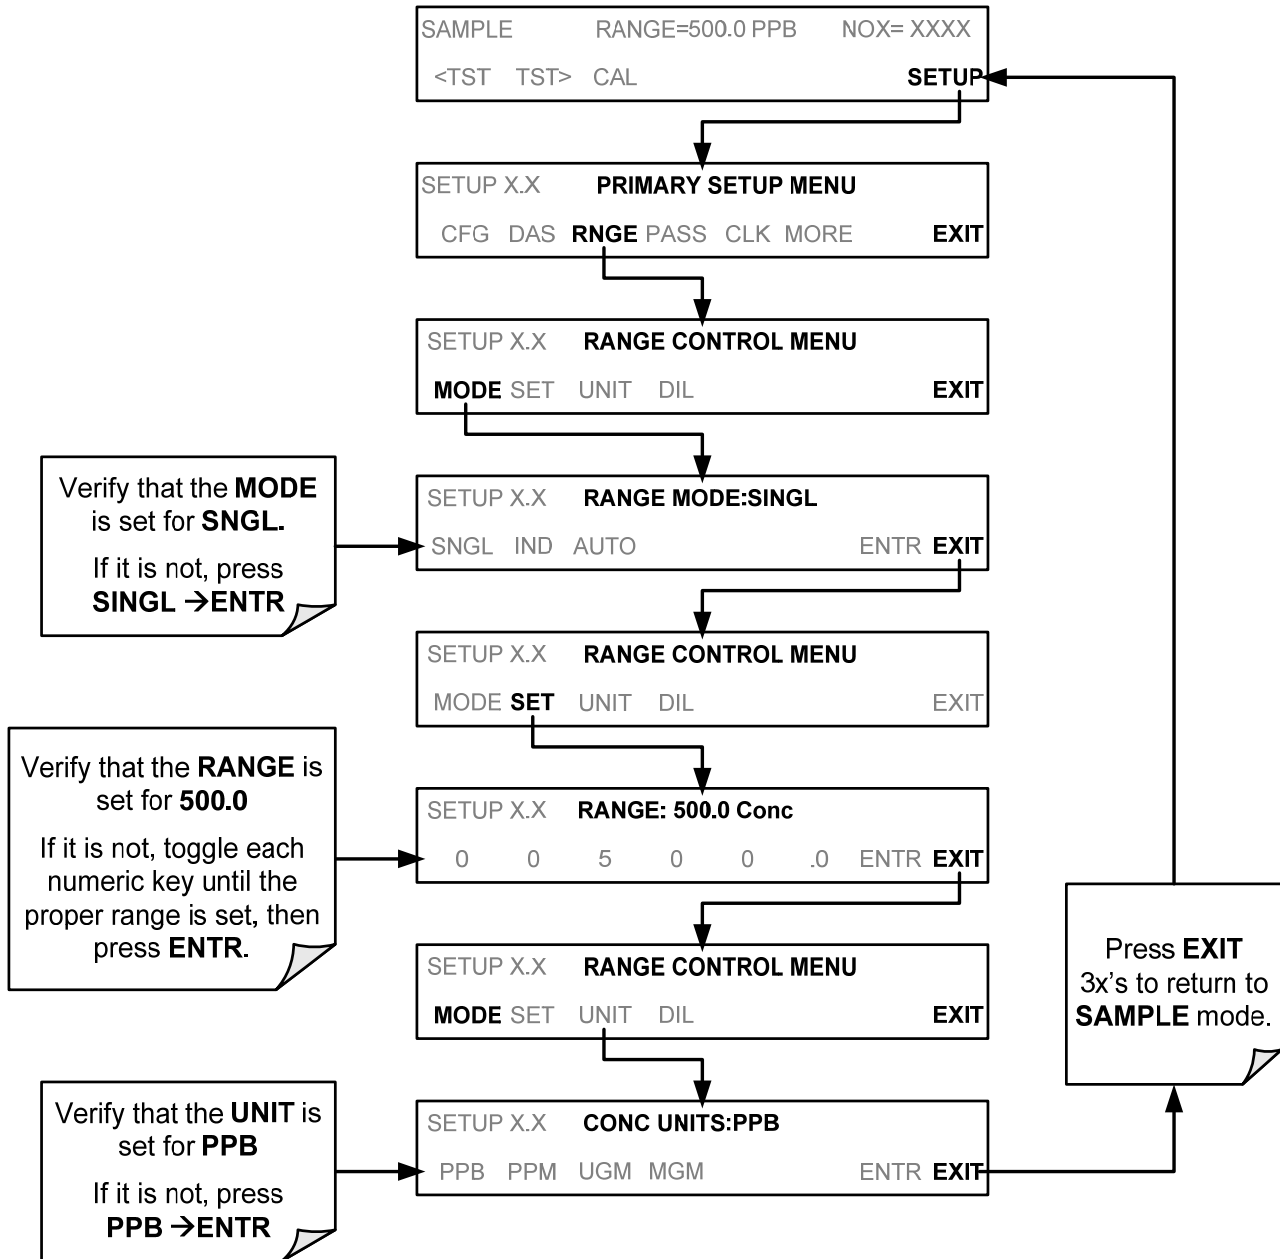 SAMPLE RANGE=500.0 PPB NOX= XXXX
<TST TST> CAL SETUP
SETUP X.X PRIMARY SETUP MENU
CFG DAS RNGE PASS CLK MORE EXIT
SETUP X.X RANGE CONTROL MENU
MODE SET UNIT DIL EXIT
Verify that the MODE
is set for SNGL.
If it is not, press
SINGL →ENTR
SETUP X.X RANGE MODE:SINGL
SNGL IND AUTO ENTR EXIT
SETUP X.X RANGE CONTROL MENU
MODE SET UNIT DIL EXIT
Verify that the RANGE is
set for 500.0
If it is not, toggle each
numeric key until the
proper range is set, then
press ENTR.
SETUP X.X RANGE: 500.0 Conc
0 0 5 0 0 .0 ENTR EXIT
SETUP X.X RANGE CONTROL MENU
MODE SET UNIT DIL EXIT
Verify that the UNIT is
set for PPB
If it is not, press
PPB →ENTR
SETUP X.X CONC UNITS:PPB
PPB PPM UGM MGM ENTR EXIT
Press EXIT
3x's to return to
SAMPLE mode.